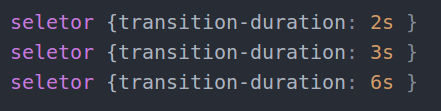 seletor {transition-duration: 2s }
seletor {transition-duration: 3s }
seletor {transition-duration: 6s }